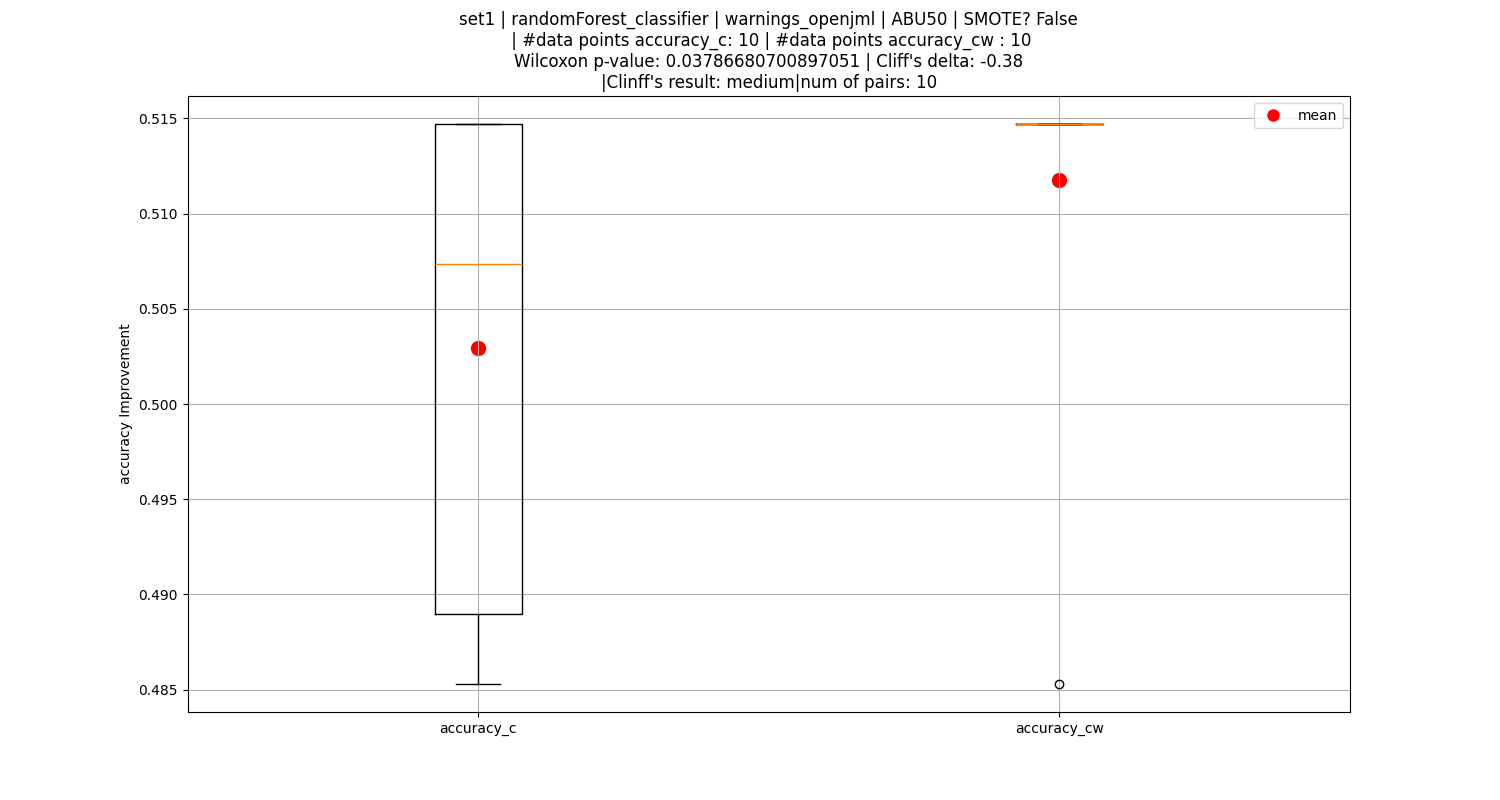 set1 | randomForest_classifier | warnings_openjml | ABU50 | SMOTE? False
| #data points accuracy_c: 10 | #data points accuracy_cw : 10
Wilcoxon p-value: 0.03786680700897051 | Cliff's delta: -0.38
|Clinff's result: medium|num of pairs: 10
mean
0.515
0.510
0.505
0.500
0.495
0.490
0.485
accuracy Improvement
accuracy_c
accuracy_cw